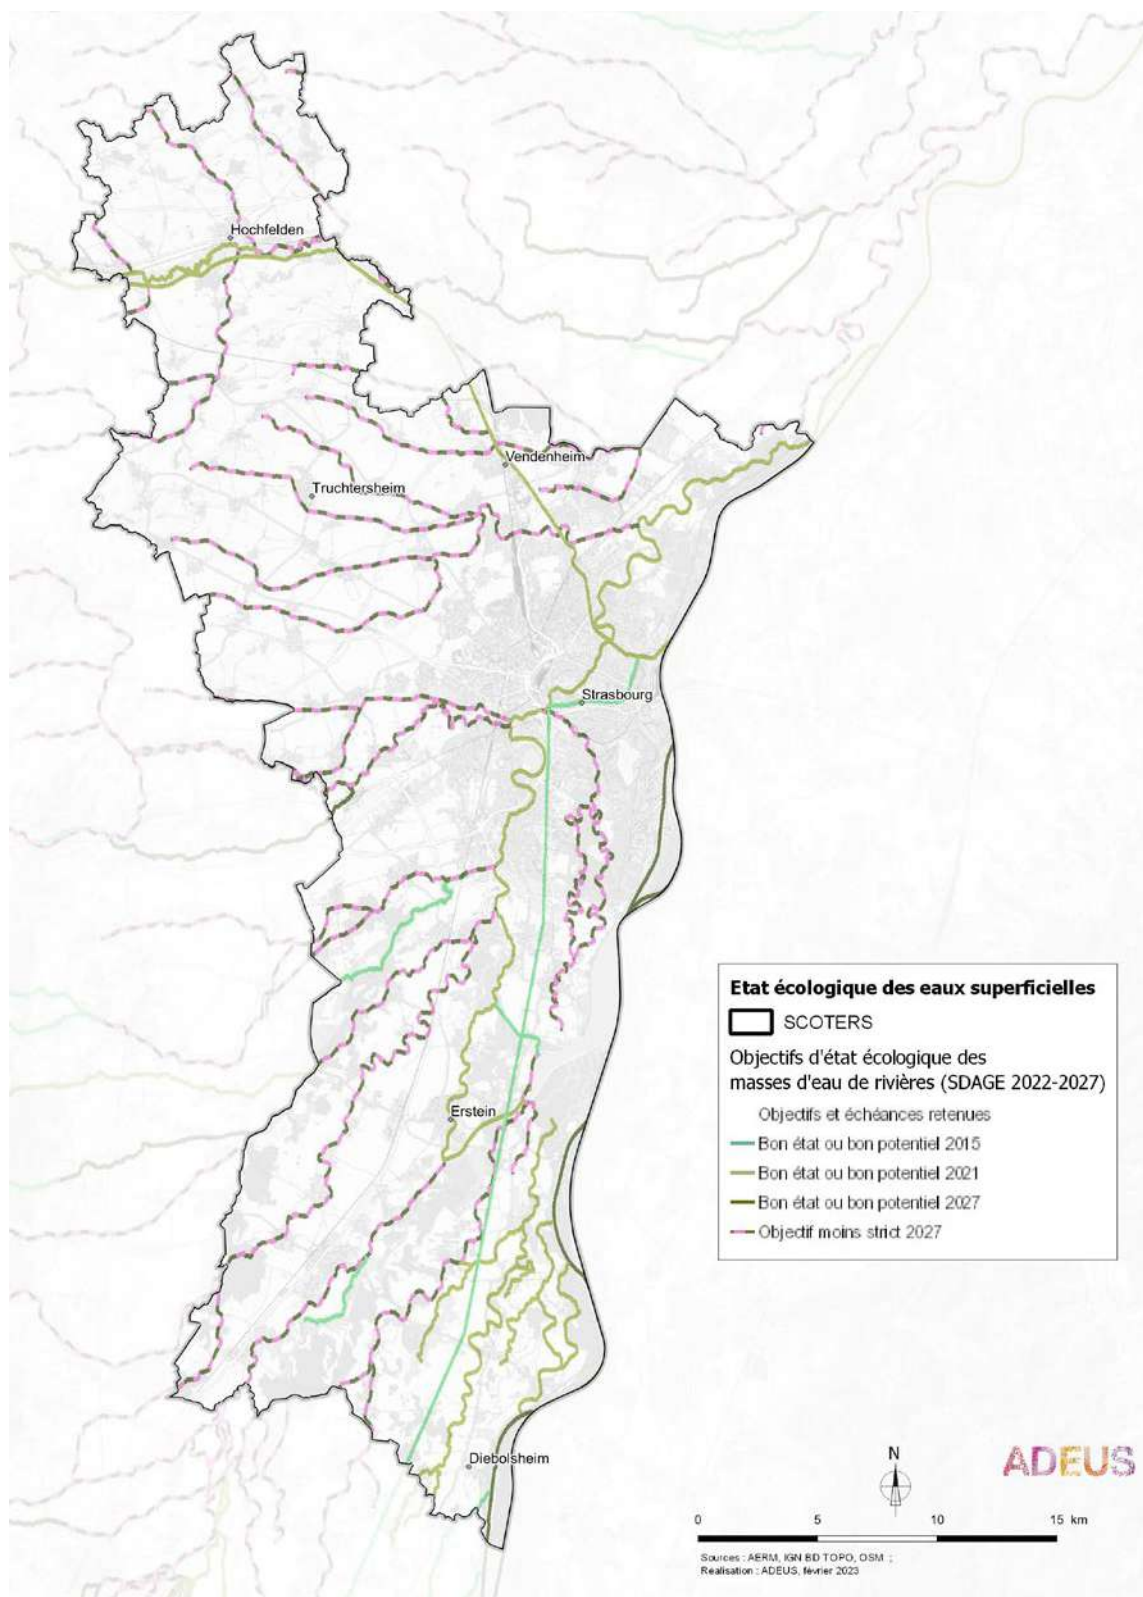 Hochfelden
Vendenheim
Truchtersheim
Strasbourg
Erstein
Diebolsheim
Etat écologique des eaux superficielles
SCOTERS
Objectifs d'état écologique des
masses d'eau de rivières (SDAGE 2022-2027)
Objectifs et échéances retenues
Bon état ou bon potentiel 2015
Bon état ou bon potentiel 2021
Bon état ou bon potentiel 2027
Objectif moins strict 2027
N
ADEUS
0 5 10 15 km
Sources : AERM, IGN BD TOPO, OSM ;
Réalisation : ADEUS, février 2023